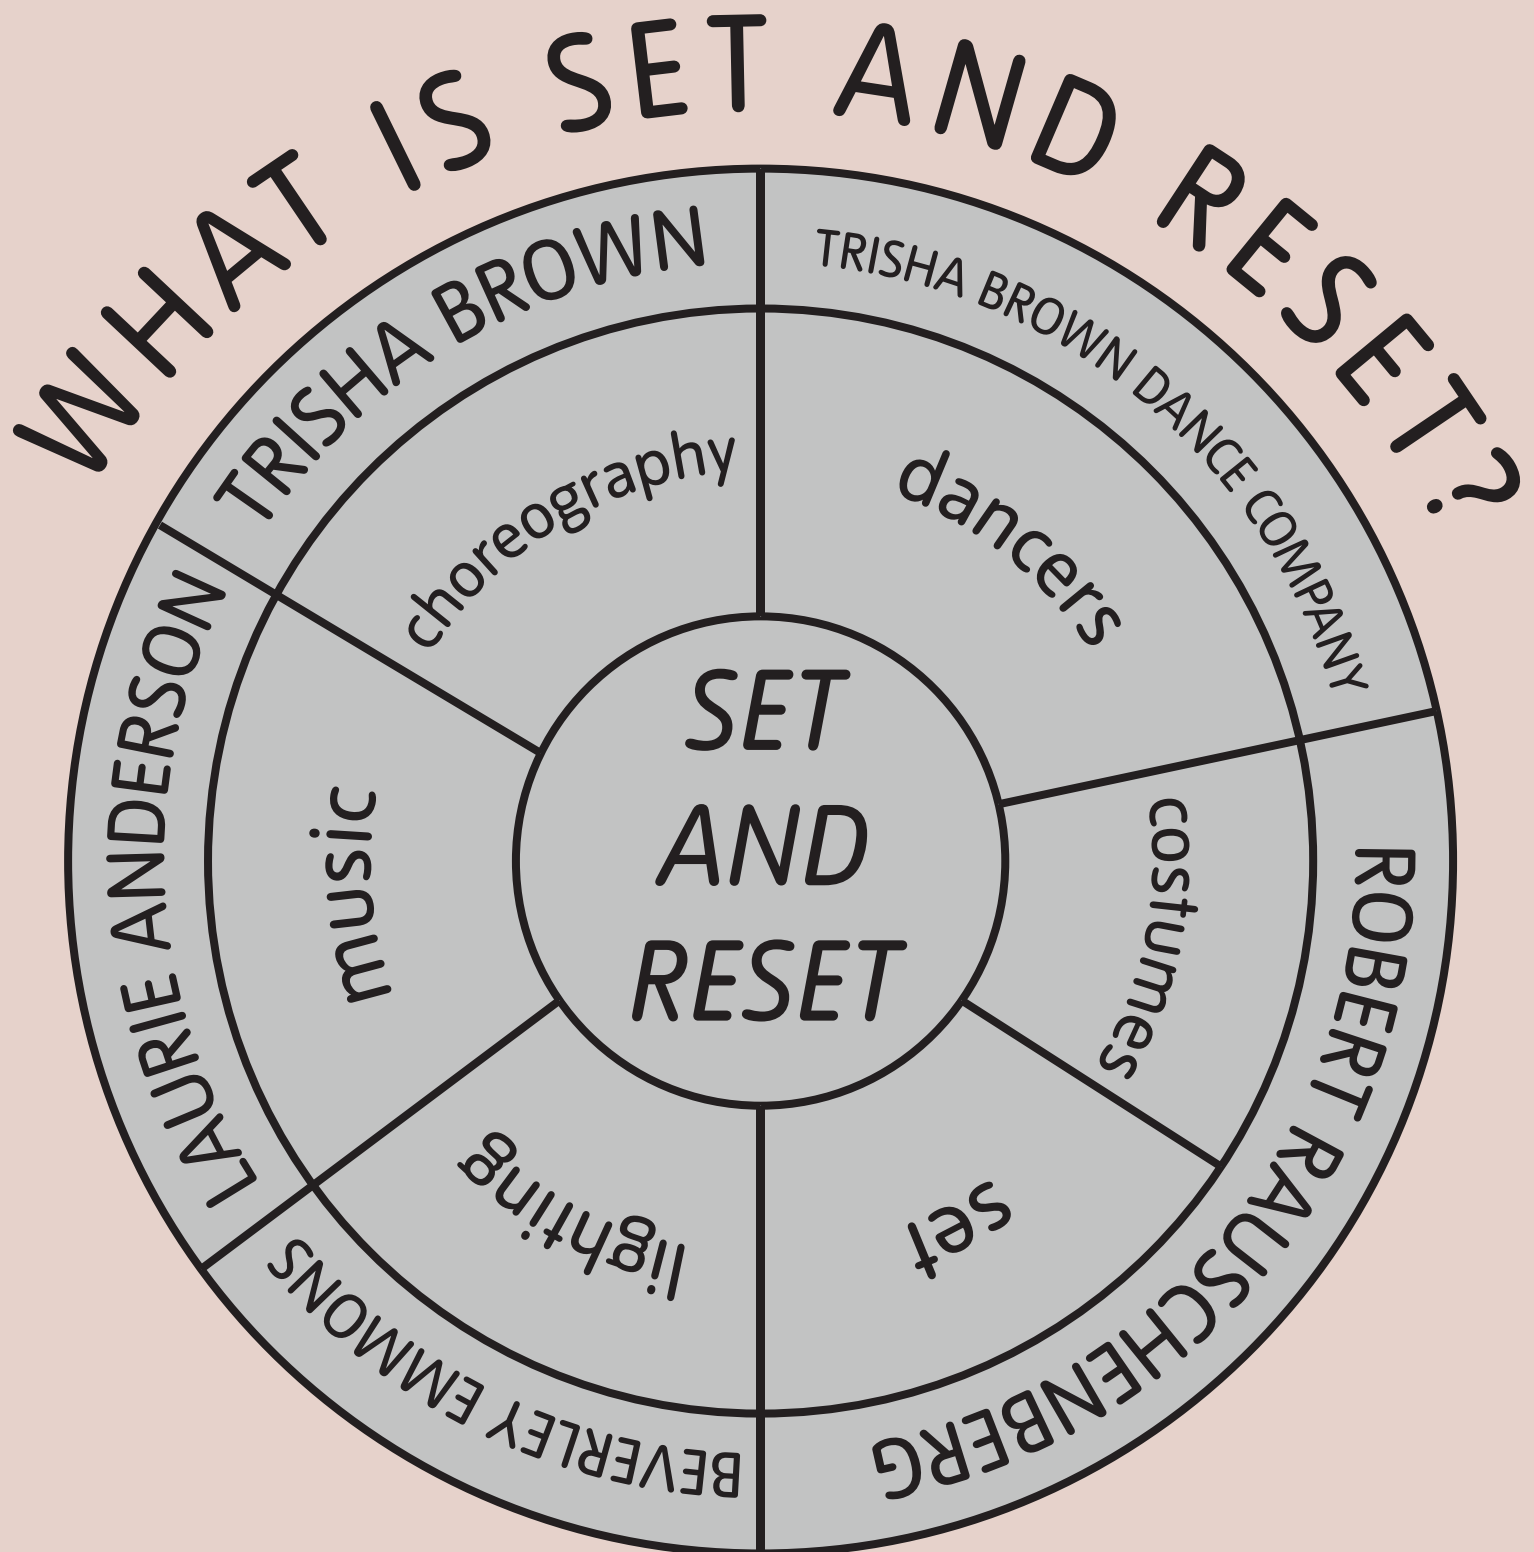 WHAT IS SET AND RESET?
TRISHA BROWN
TRISHA BROWN DANCE COMPANY
ROBERT RAUSCHENBERG
BEVERLEY EMMONS
LAURIE ANDERSON
choreography
dancers
costumes
set
lighting
music
SET
AND
RESET